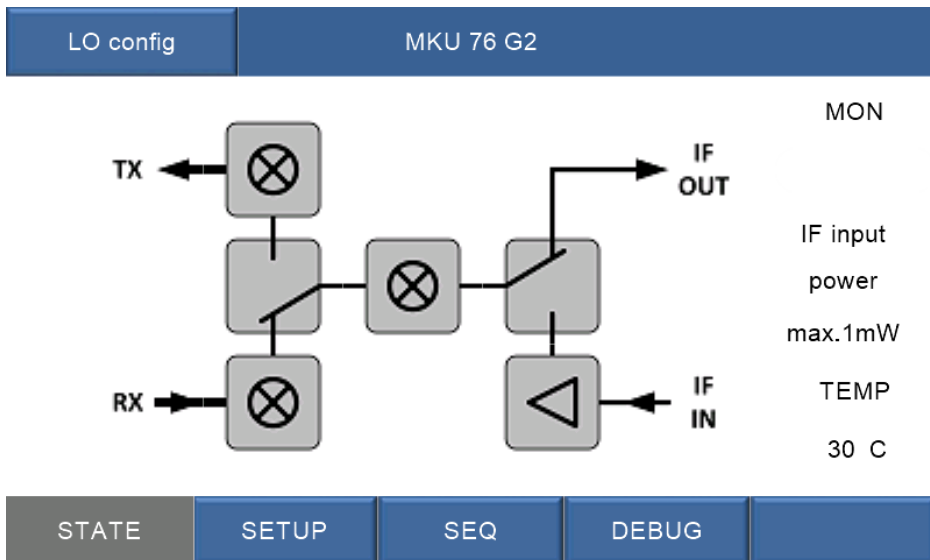 LO config
MKU 76 G2
MON
TX
IF
OUT
IF input
power
max.1mW
RX
IF
IN
TEMP
30 C
STATE
SETUP
SEQ
DEBUG